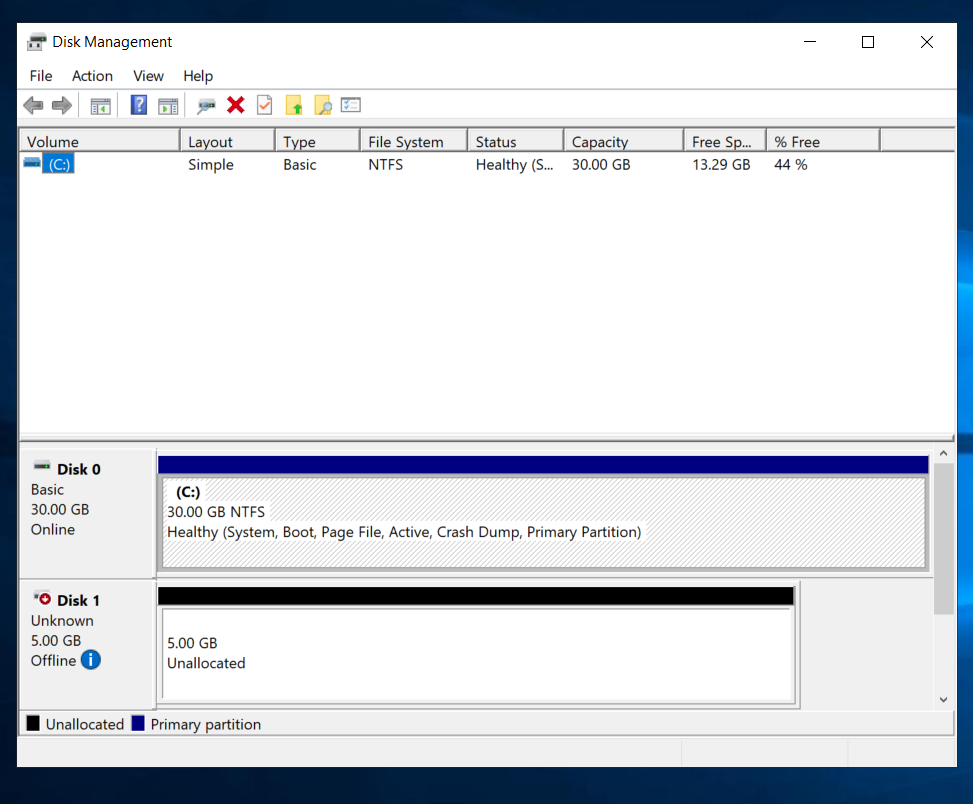 Disk Management
File Action View Help
Volume Layout Type File System Status Capacity Free Sp... % Free
(C:) Simple Basic NTFS Healthy (S... 30.00 GB 13.29 GB 44 %
Disk 0
Basic
30.00 GB
Online
(C:)
30.00 GB NTFS
Healthy (System, Boot, Page File, Active, Crash Dump, Primary Partition)
Disk 1
Unknown
5.00 GB
Offline
5.00 GB
Unallocated
Unallocated Primary partition